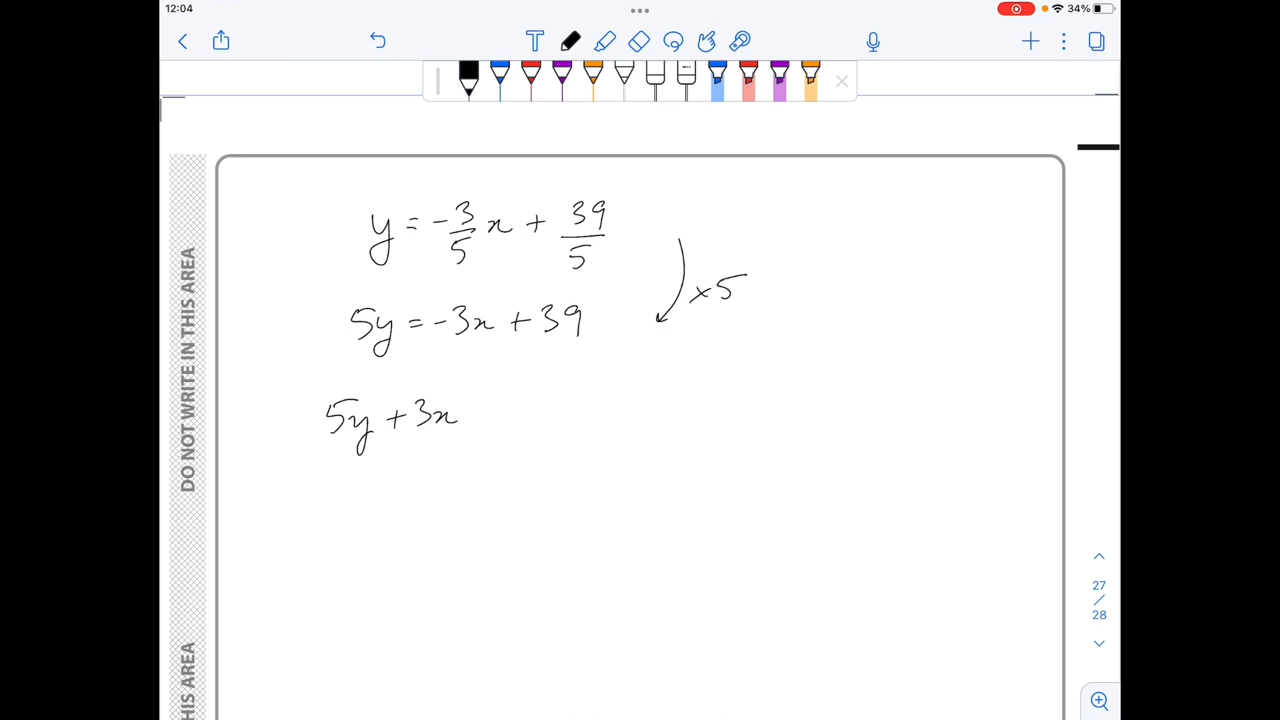 12:04
34%
T
y = -3/5 x + 39/5
×5
5y = -3x + 39
5y + 3x
DO NOT WRITE IN THIS AREA
HIS AREA
27
/
28